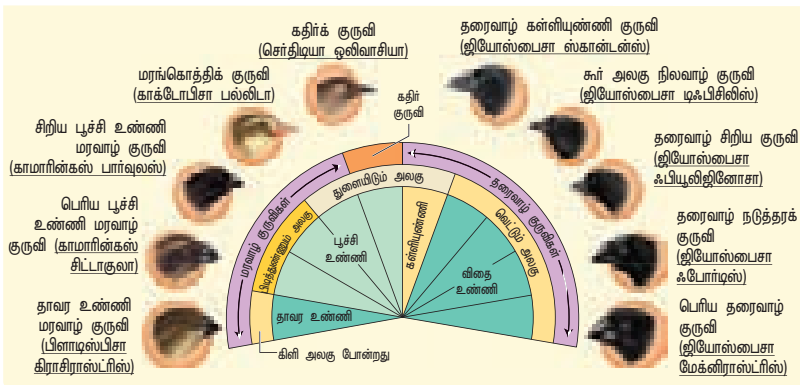 கதிர்க் குருவி
(செர்திடியா ஒலிவாசியா)
மரங்கொத்திக் குருவி
(காக்டோபிசா பல்லிடா)
சிறிய பூச்சி உண்ணி
மரவாழ் குருவி
(காமாரின்கஸ் பார்வுலஸ்)
பெரிய பூச்சி
உண்ணி மரவாழ்
குருவி (காமாரின்கஸ்
சிட்டாகுலா)
தாவர உண்ணி
மரவாழ் குருவி
(பிளாடிஸ்பிசா
கிராசிராஸ்ட்ரிஸ்)
தரைவாழ் கள்ளியுண்ணி குருவி
(ஜியோஸ்பைசா ஸ்கான்டன்ஸ்)
கூர் அலகு நிலவாழ் குருவி
(ஜியோஸ்பைசா டிஃபிசிலிஸ்)
தரைவாழ் சிறிய குருவி
(ஜியோஸ்பைசா
ஃபியூலிஜினோசா)
தரைவாழ் நடுத்தரக்
குருவி
(ஜியோஸ்பைசா
ஃபோர்டிஸ்)
பெரிய தரைவாழ்
குருவி
(ஜியோஸ்பைசா
மேக்னிராஸ்ட்ரிஸ்)
கதிர்
குருவி
மரவாழ் குருவிகள்
தரைவாழ் குருவிகள்
துளையிடும் அலகு
பிடித்துண்ணும் அலகு
வெட்டும் அலகு
பூச்சி
உண்ணி
கள்ளியுண்ணி
விதை
உண்ணி
தாவர உண்ணி
கிளி அலகு போன்றது